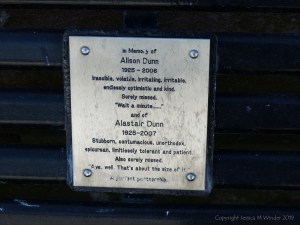 In Memory of
Alison Dunn
1925 - 2006
Irascible, volatile, irritating, irritable,
endlessly optimistic and kind.
Sorely missed.
"Wait a minute....."
and of
Alastair Dunn
1925-2007
Stubborn, contumacious, unorthodox,
epicurean, limitlessly tolerant and patient.
Also sorely missed.
"Aye, well. That's about the size of it."
A perfect partnership.
Copyright Jessica M Winder 2019